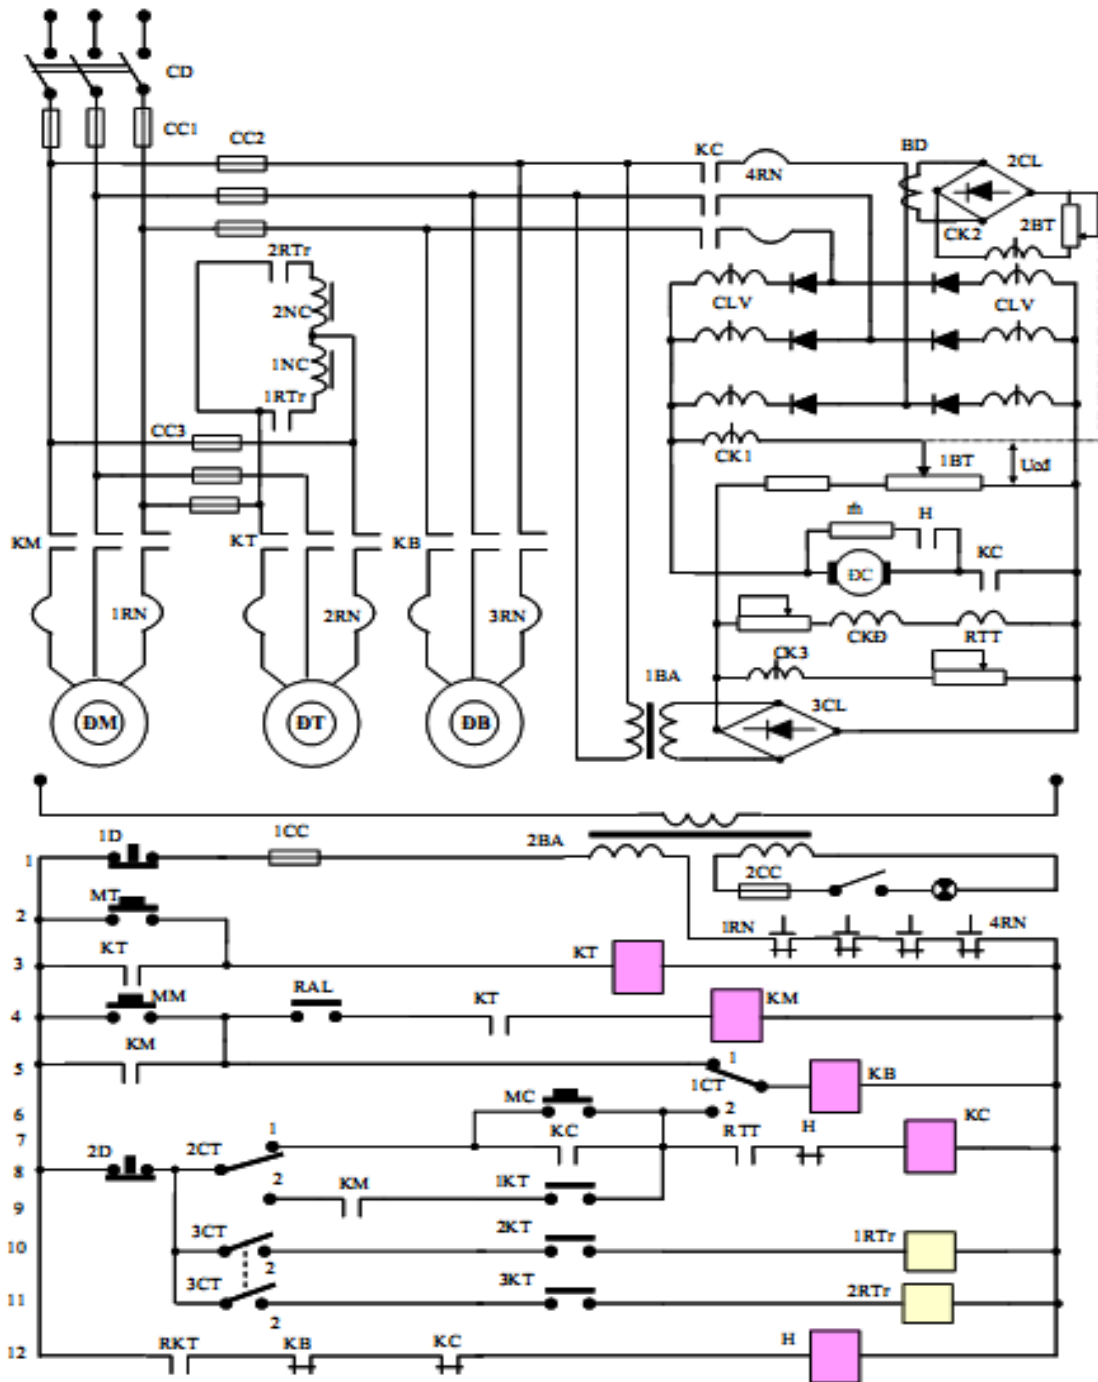 CD
CC1
CC2
KC
BD
2CL
4RN
2BT
CK2
2RTr
2NC
CLV
CLV
1NC
1RTr
CC3
CK1
1BT
Ucđ
rh
H
KM
KT
KB
KC
ĐC
1RN
2RN
3RN
CKĐ
RTT
CK3
1BA
3CL
ĐM
ĐT
ĐB
1D
1CC
2BA
1
2CC
MT
2
1RN
4RN
KT
KT
3
MM
RAL
KT
KM
4
KM
1
5
1CT
KB
MC
2
6
KC
7
1
KC
RTT
H
2D
2CT
8
2
KM
1KT
9
3CT
2KT
1RTr
10
2
3CT
3KT
2RTr
11
2
RKT
KB
KC
H
12